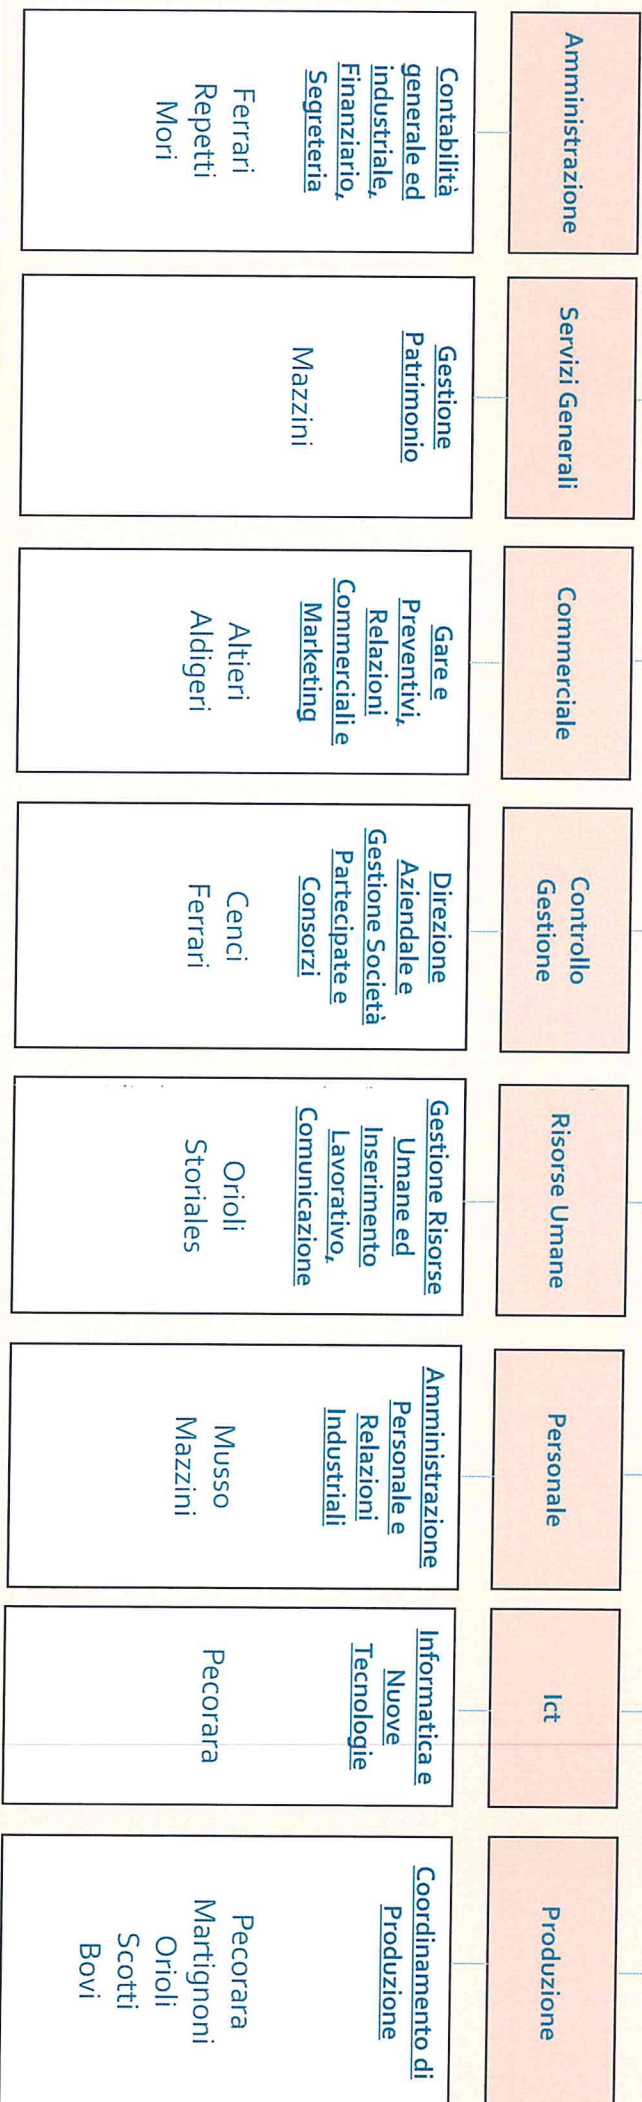 Amministrazione
Contabilità
generale ed
industriale,
Finanziario,
Segreteria
Ferrari
Repetti
Mori
Servizi Generali
Gestione
Patrimonio
Mazzini
Commerciale
Gare e
Preventivi,
Relazioni
Commerciali e
Marketing
Altieri
Aldigeri
Controllo
Gestione
Direzione
Aziendale e
Gestione Società
Partecipate e
Consorzi
Cenci
Ferrari
Risorse Umane
Gestione Risorse
Umane ed
Inserimento
Lavorativo,
Comunicazione
Orioli
Storiales
Personale
Amministrazione
Personale e
Relazioni
Industriali
Musso
Mazzini
Ict
Informatica e
Nuove
Tecnologie
Pecorara
Produzione
Coordinamento di
Produzione
Pecorara
Martignoni
Orioli
Scotti
Bovi